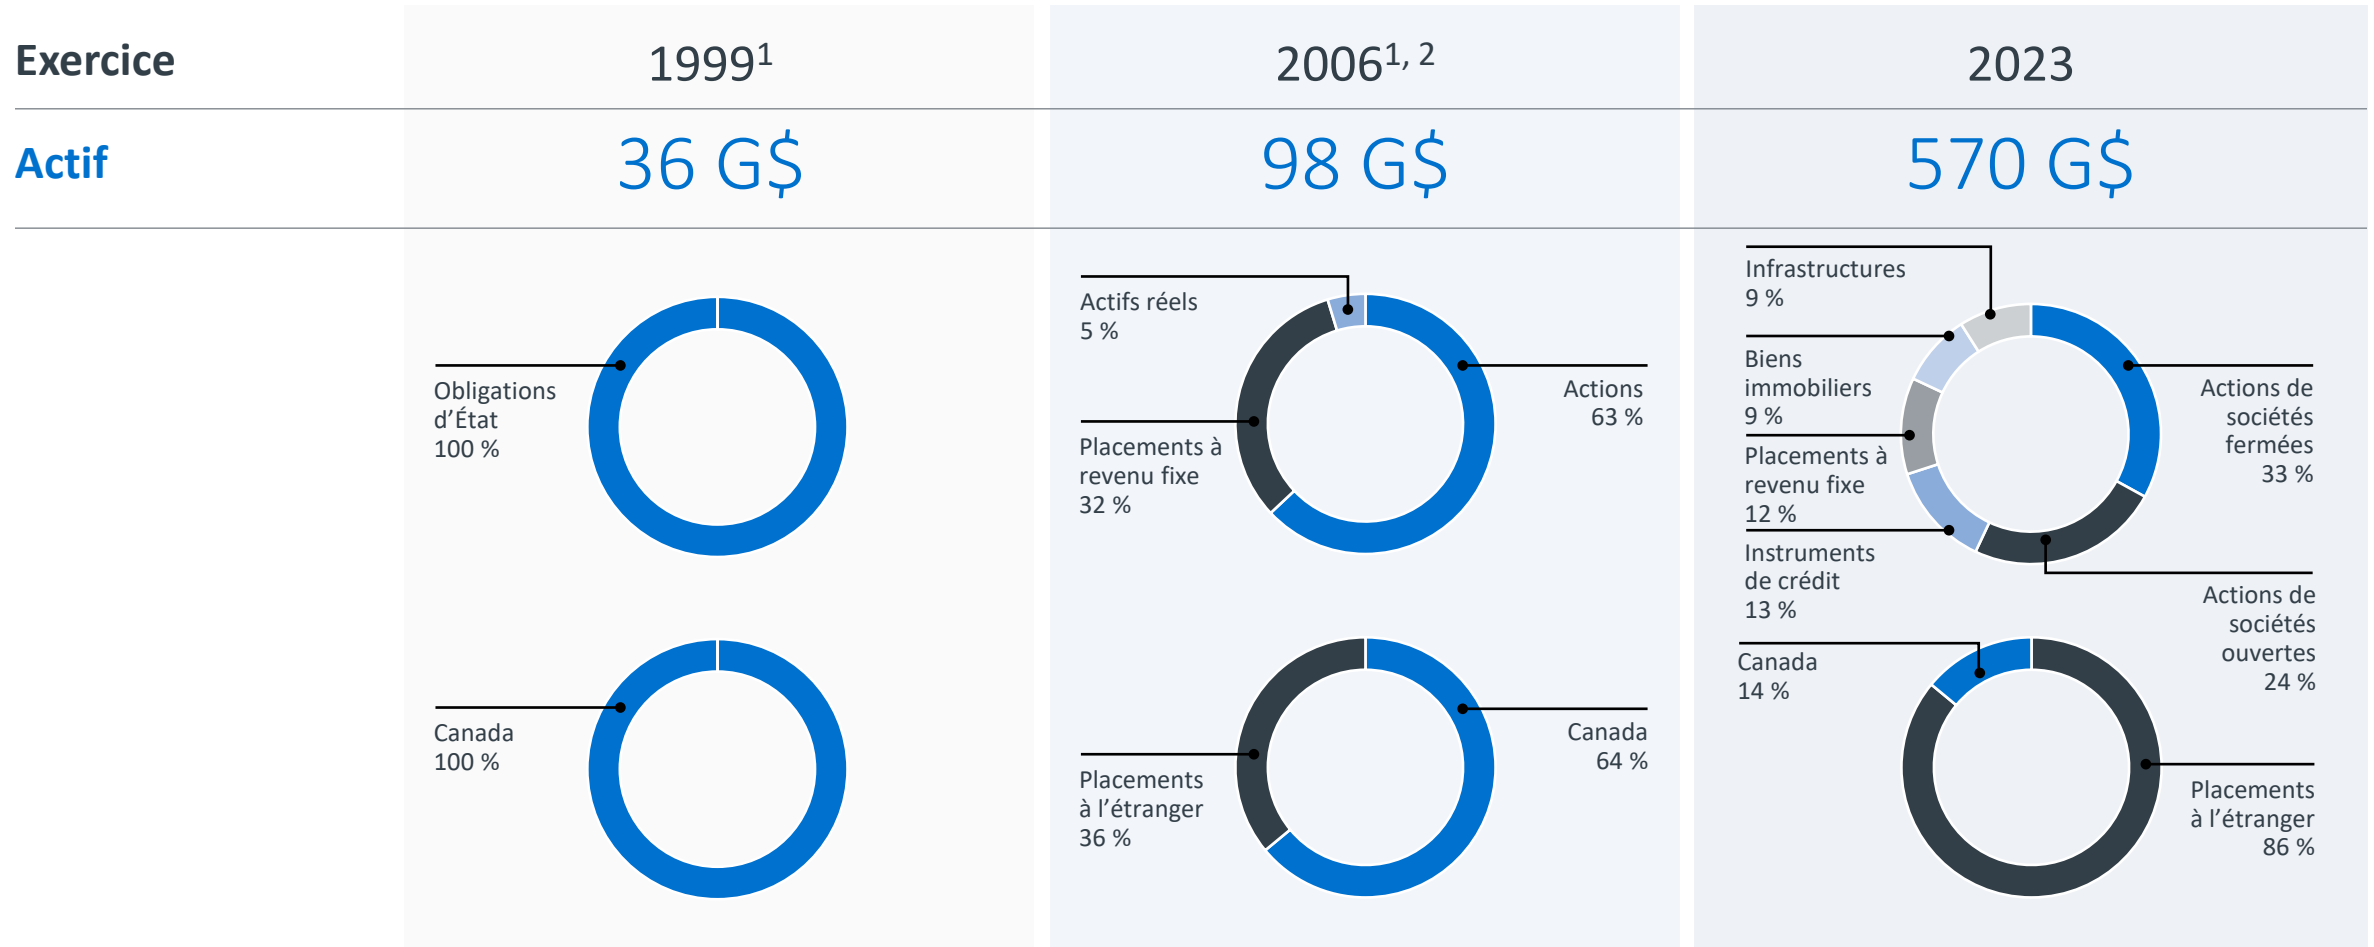 Exercice
1999¹
2006¹, ²
2023
Actif
36 G$
98 G$
570 G$
Obligations
d’État
100 %
Canada
100 %
Actifs réels
5 %
Placements à
revenu fixe
32 %
Actions
63 %
Placements
à l’étranger
36 %
Canada
64 %
Infrastructures
9 %
Biens
immobiliers
9 %
Placements à
revenu fixe
12 %
Instruments
de crédit
13 %
Actions de
sociétés
fermées
33 %
Actions de
sociétés
ouvertes
24 %
Canada
14 %
Placements
à l’étranger
86 %